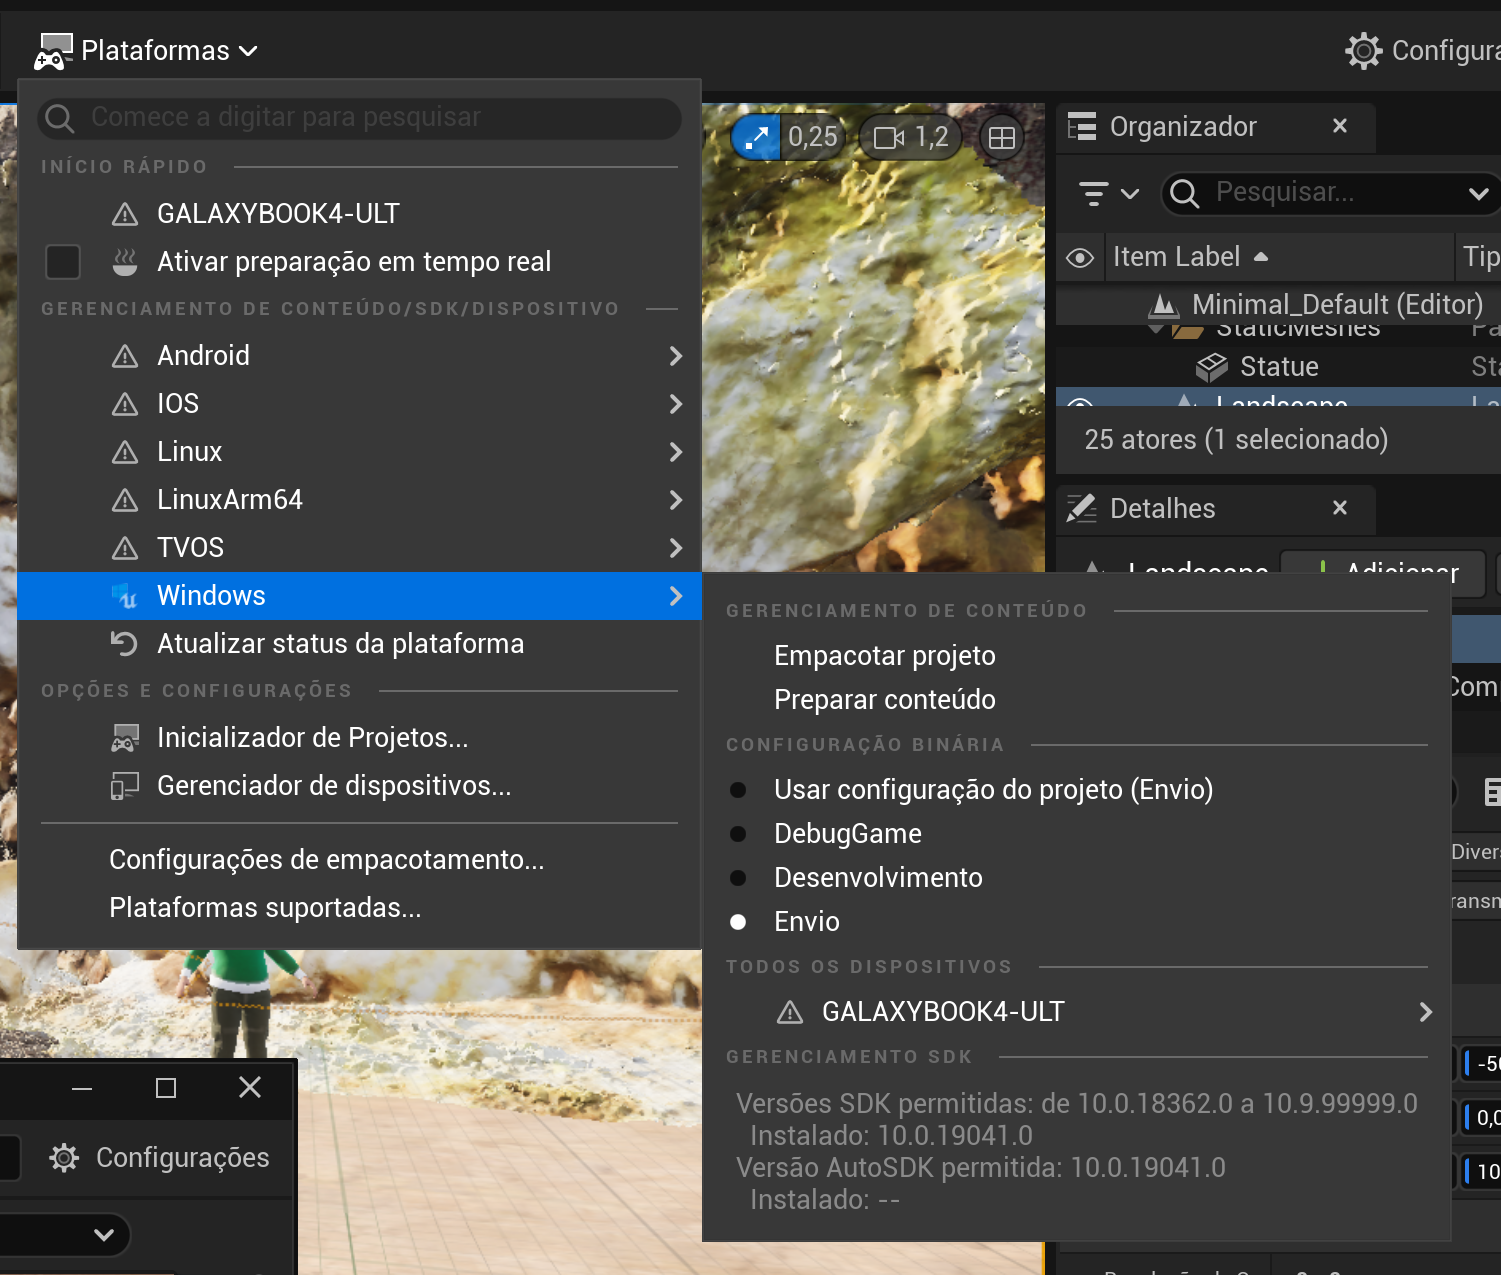 Plataformas
Configura
Comece a digitar para pesquisar
INÍCIO RÁPIDO
GALAXYBOOK4-ULT
Ativar preparação em tempo real
GERENCIAMENTO DE CONTEÚDO/SDK/DISPOSITIVO
Android
IOS
Linux
LinuxArm64
TVOS
Windows
Atualizar status da plataforma
OPÇÕES E CONFIGURAÇÕES
Inicializador de Projetos...
Gerenciador de dispositivos...
Configurações de empacotamento...
Plataformas suportadas...
0,25
1,2
Organizador
Pesquisar...
Item Label
Tip
Minimal_Default (Editor)
StaticMeshes
Pa
Statue
Sta
Landscape
La
25 atores (1 selecionado)
Detalhes
Landscape
Adicionar
GERENCIAMENTO DE CONTEÚDO
Empacotar projeto
Preparar conteúdo
CONFIGURAÇÃO BINÁRIA
Usar configuração do projeto (Envio)
DebugGame
Desenvolvimento
Envio
TODOS OS DISPOSITIVOS
GALAXYBOOK4-ULT
GERENCIAMENTO SDK
Versões SDK permitidas: de 10.0.18362.0 a 10.9.99999.0
Instalado: 10.0.19041.0
Versão AutoSDK permitida: 10.0.19041.0
Instalado: --
Com
Divers
ransm
-50
0,0
10
Configurações